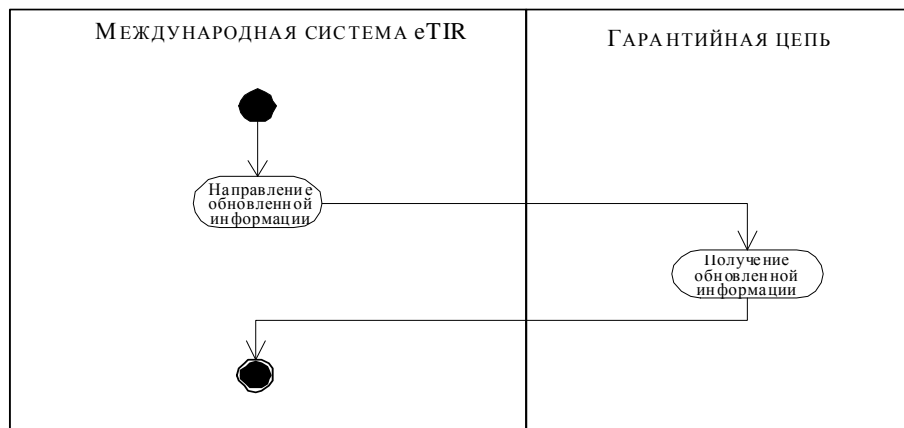 МЕЖДУНАРОДНАЯ СИСТЕМА eTIR
ГАРАНТИЙНАЯ ЦЕПЬ
Направление
обновленной
информации
Получение
обновленной
информации